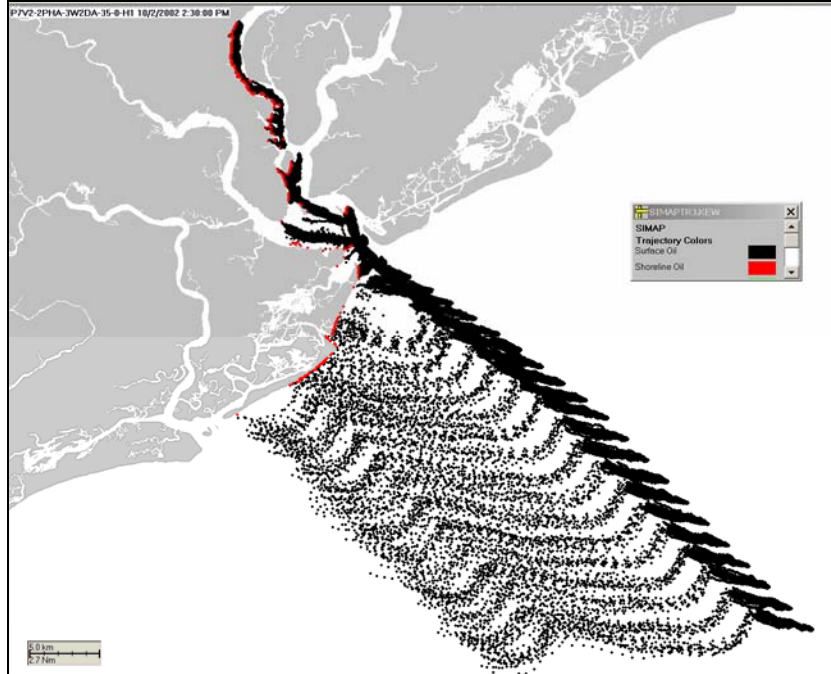 P7V2-2PHA-3W2DA-35-0-H1 10/2/2002 2:30:00 PM
SIMAPTR3.KEW
SIMAP
Trajectory Colors
Surface Oil
Shoreline Oil
5.0 km
2.7 Nm